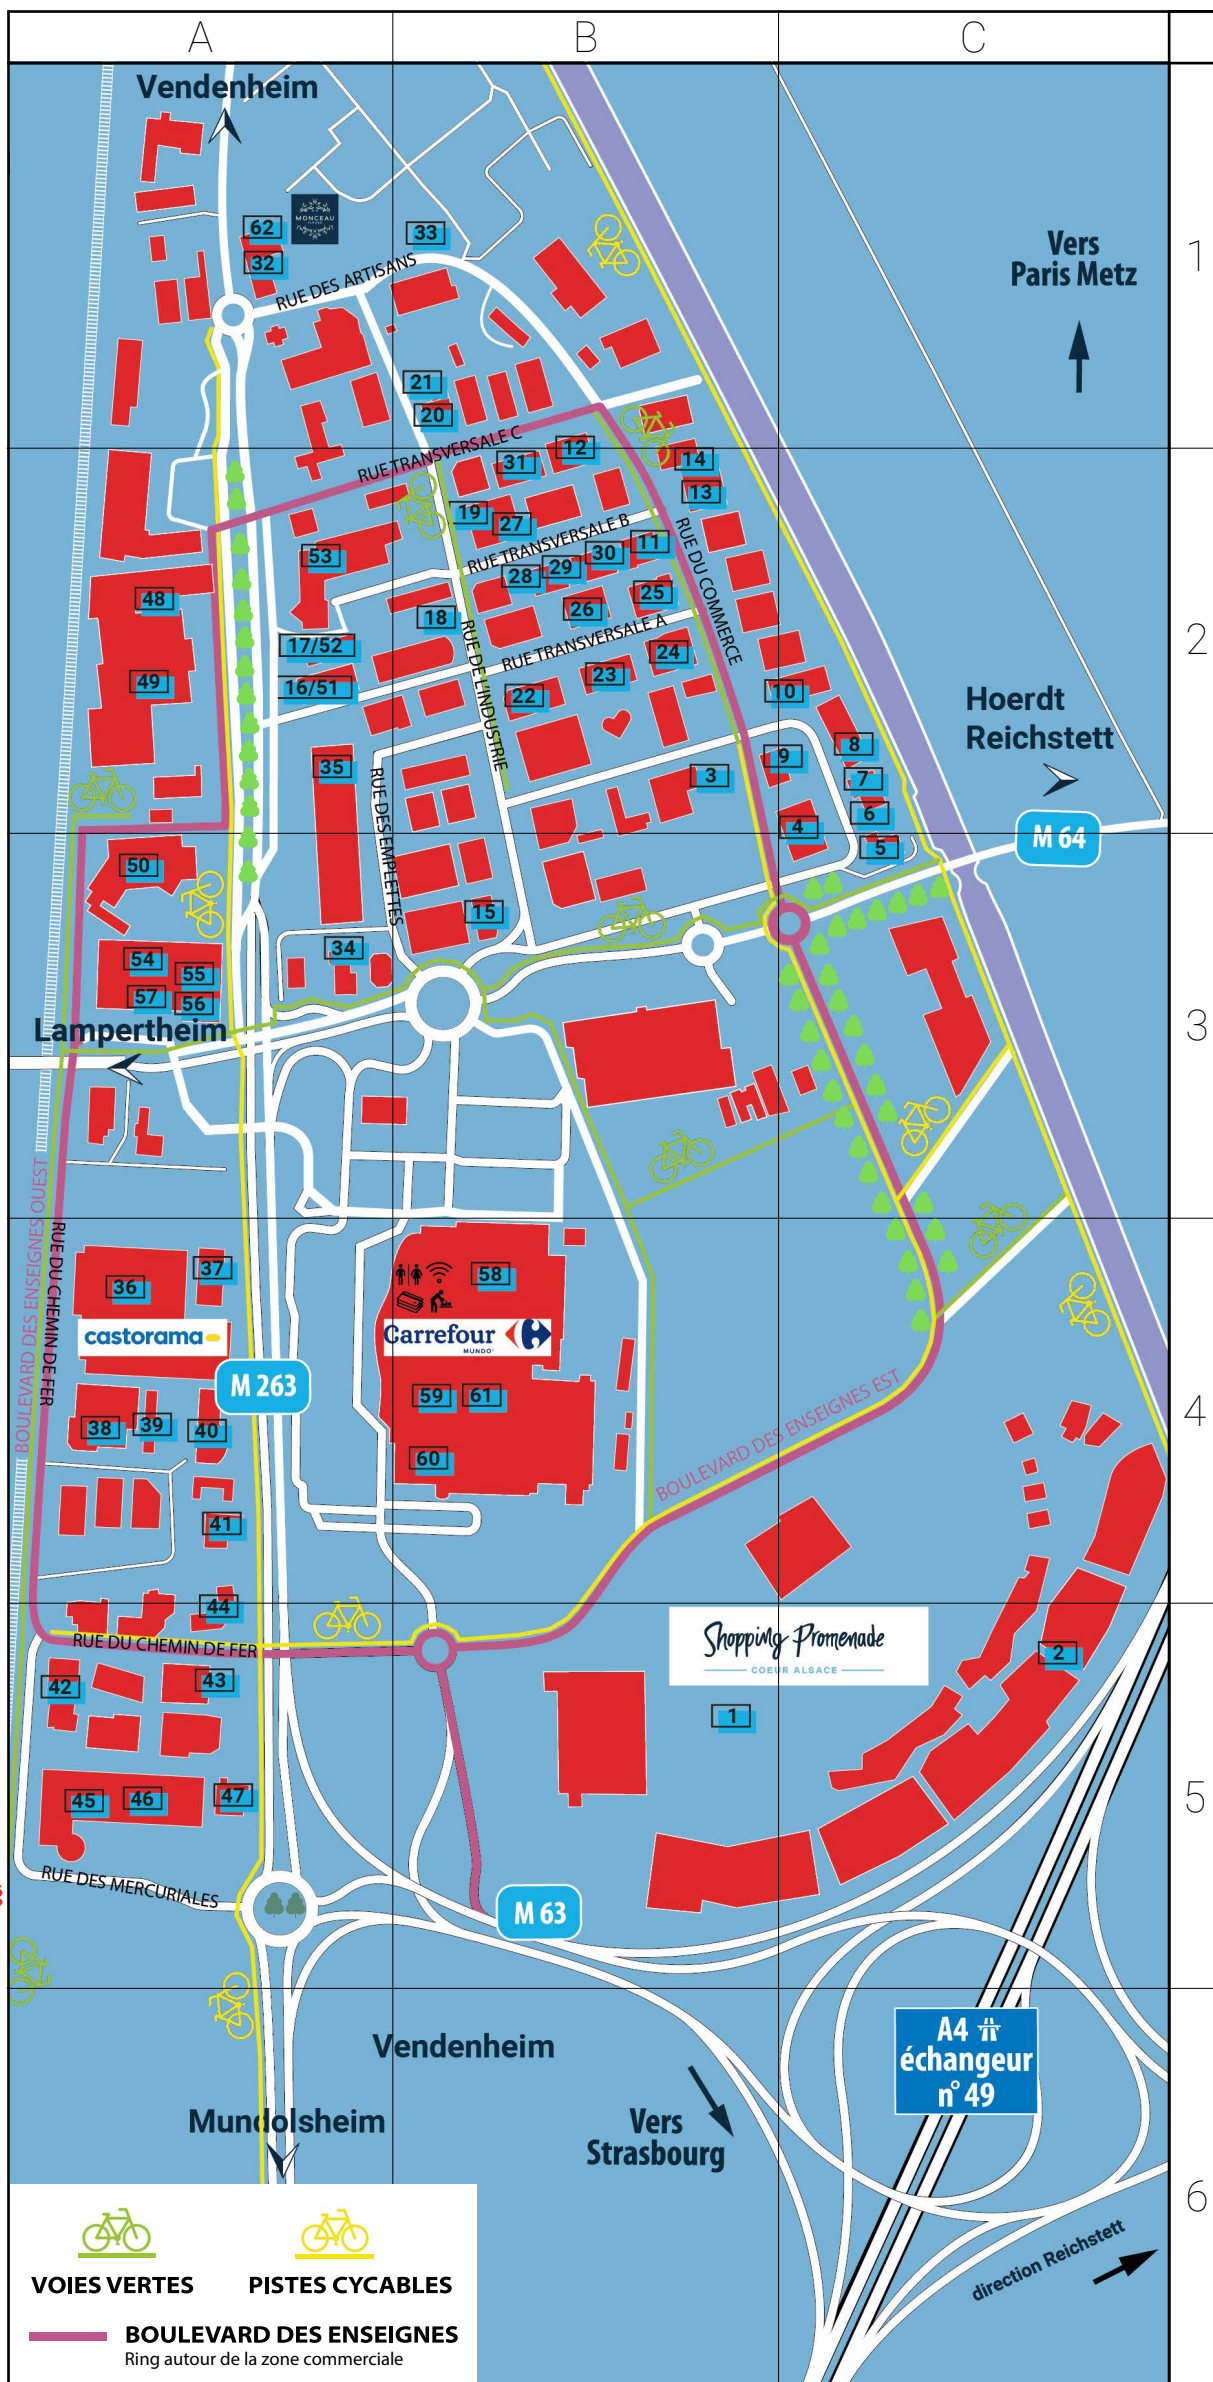 A
B
C
Vendenheim
MONCEAU
FLEURS
62
32
33
RUE DES ARTISANS
1
Vers
Paris Metz
21
20
RUE TRANSVERSALE C
31
12
14
13
19
27
RUE TRANSVERSALE B
11
30
29
28
53
48
18
26
25
RUE DU COMMERCE
17/52
RUE DE L'INDUSTRIE
RUE TRANSVERSALE A
24
23
22
2
49
16/51
10
Hoerdt
Reichstett
35
RUE DES EMPLETTES
3
9
8
7
6
4
5
M 64
50
15
34
54
55
57
56
Lampertheim
3
BOULEVARD DES ENSEIGNES OUEST
RUE DU CHEMIN DE FER
36
37
castorama
58
Carrefour
MUNDO'
M 263
59
61
38
39
40
60
4
BOULEVARD DES ENSEIGNES EST
41
44
RUE DU CHEMIN DE FER
Shopping Promenade
COEUR ALSACE
2
42
43
1
45
46
47
5
RUE DES MERCURIALES
M 63
A4
échangeur
n° 49
Vendenheim
Mundolsheim
Vers
Strasbourg
6
direction Reichstett
VOIES VERTES
PISTES CYCABLES
BOULEVARD DES ENSEIGNES
Ring autour de la zone commerciale